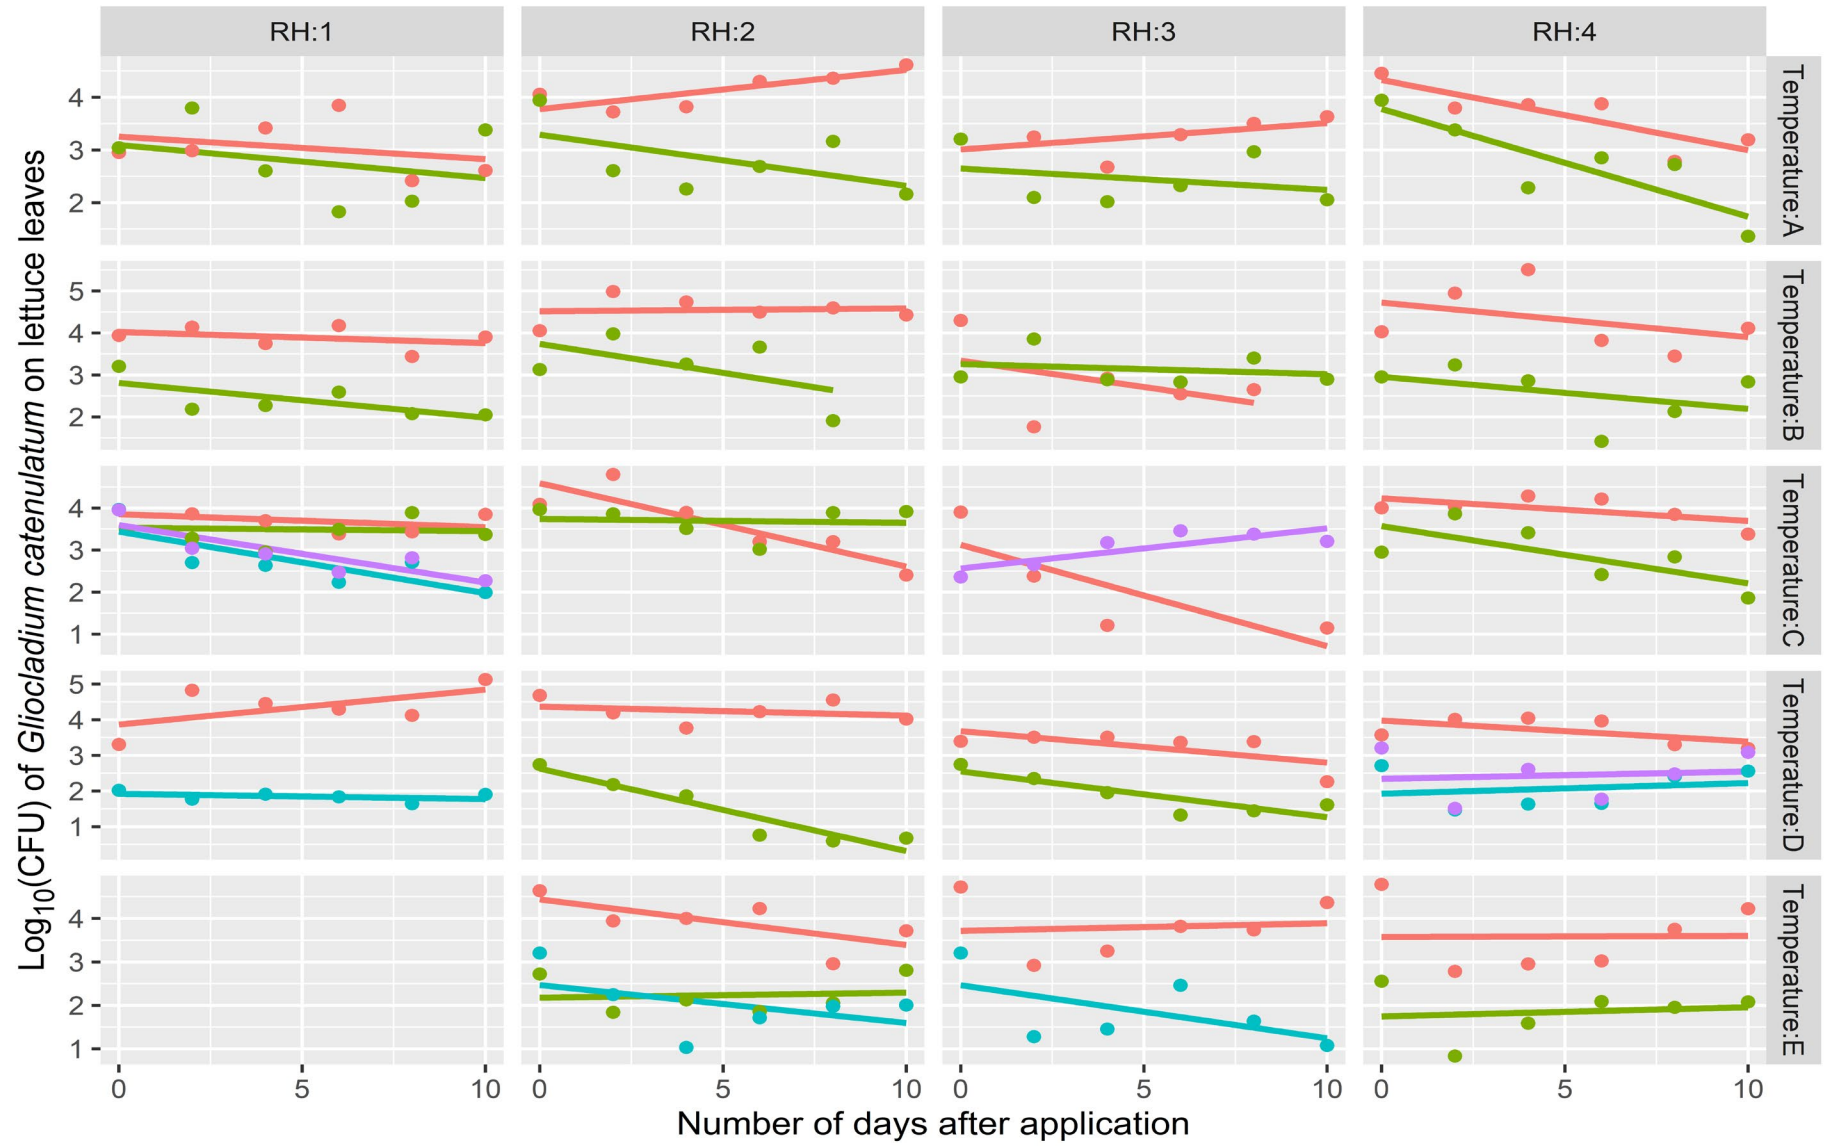 RH:1 RH:2 RH:3 RH:4
Log10(CFU) of Gliocladium catenulatum on lettuce leaves
4
3
2
Temperature:A
5
4
3
2
Temperature:B
4
3
2
1
Temperature:C
5
4
3
2
1
Temperature:D
4
3
2
1
Temperature:E
0 5 10 0 5 10 0 5 10 0 5 10
Number of days after application